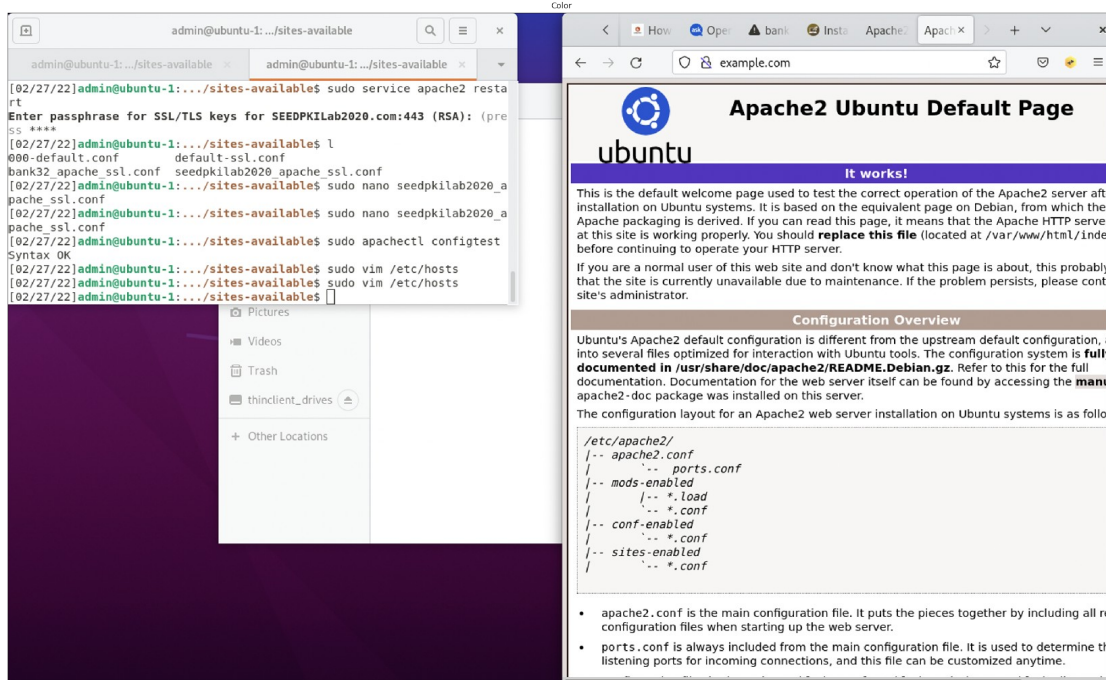 Color
admin@ubuntu-1: .../sites-available
admin@ubuntu-1: .../sites-available
admin@ubuntu-1: .../sites-available
[02/27/22]admin@ubuntu-1:.../sites-available$ sudo service apache2 resta
rt
Enter passphrase for SSL/TLS keys for SEEDPKILab2020.com:443 (RSA): (pre
ss ****
[02/27/22]admin@ubuntu-1:.../sites-available$ l
000-default.conf default-ssl.conf
bank32_apache_ssl.conf seedpkilab2020_apache_ssl.conf
[02/27/22]admin@ubuntu-1:.../sites-available$ sudo nano seedpkilab2020_a
pache_ssl.conf
[02/27/22]admin@ubuntu-1:.../sites-available$ sudo nano seedpkilab2020_a
pache_ssl.conf
[02/27/22]admin@ubuntu-1:.../sites-available$ sudo apachectl configtest
Syntax OK
[02/27/22]admin@ubuntu-1:.../sites-available$ sudo vim /etc/hosts
[02/27/22]admin@ubuntu-1:.../sites-available$ sudo vim /etc/hosts
[02/27/22]admin@ubuntu-1:.../sites-available$
Pictures
Videos
Trash
thinclient_drives
+ Other Locations
How Oper bank Insta Apache2 Apach
example.com
Apache2 Ubuntu Default Page
ubuntu
It works!
This is the default welcome page used to test the correct operation of the Apache2 server aft
installation on Ubuntu systems. It is based on the equivalent page on Debian, from which the
Apache packaging is derived. If you can read this page, it means that the Apache HTTP serve
at this site is working properly. You should replace this file (located at /var/www/html/inde
before continuing to operate your HTTP server.
If you are a normal user of this web site and don't know what this page is about, this probably
that the site is currently unavailable due to maintenance. If the problem persists, please cont
site's administrator.
Configuration Overview
Ubuntu's Apache2 default configuration is different from the upstream default configuration,
into several files optimized for interaction with Ubuntu tools. The configuration system is full
documented in /usr/share/doc/apache2/README.Debian.gz. Refer to this for the full
documentation. Documentation for the web server itself can be found by accessing the manu
apache2-doc package was installed on this server.
The configuration layout for an Apache2 web server installation on Ubuntu systems is as follo
/etc/apache2/
|-- apache2.conf
| `-- ports.conf
|-- mods-enabled
| |-- *.load
| `-- *.conf
|-- conf-enabled
| `-- *.conf
|-- sites-enabled
| `-- *.conf
• apache2.conf is the main configuration file. It puts the pieces together by including all r
configuration files when starting up the web server.
• ports.conf is always included from the main configuration file. It is used to determine th
listening ports for incoming connections, and this file can be customized anytime.